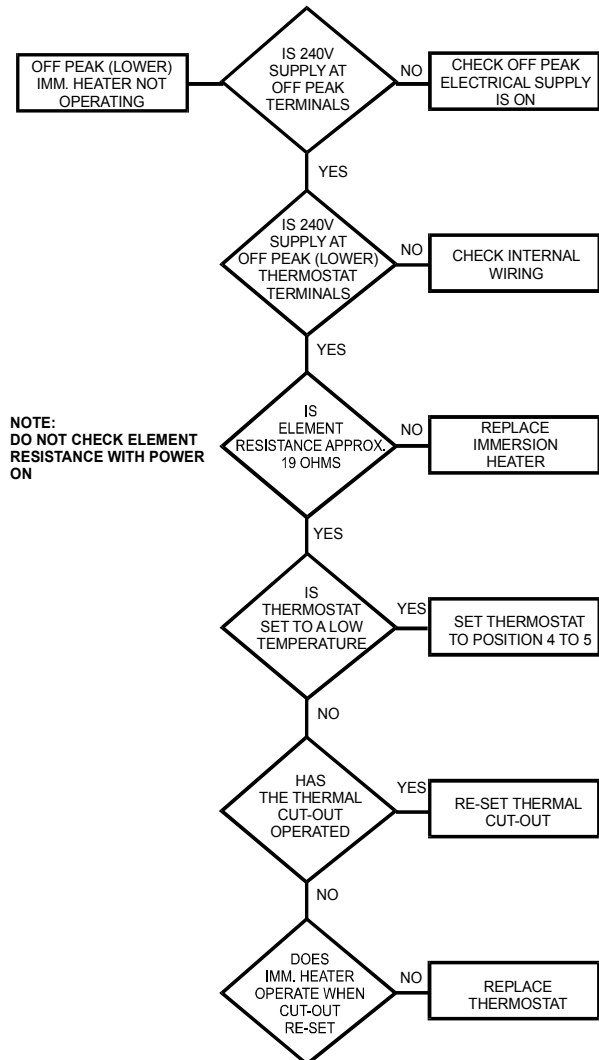 OFF PEAK (LOWER)
IMM. HEATER NOT
OPERATING
IS 240V
SUPPLY AT
OFF PEAK
TERMINALS
NO
CHECK OFF PEAK
ELECTRICAL SUPPLY
IS ON
YES
IS 240V
SUPPLY AT
OFF PEAK (LOWER)
THERMOSTAT
TERMINALS
NO
CHECK INTERNAL
WIRING
YES
NOTE:
DO NOT CHECK ELEMENT
RESISTANCE WITH POWER
ON
IS
ELEMENT
RESISTANCE APPROX.
19 OHMS
NO
REPLACE
IMMERSION
HEATER
YES
IS
THERMOSTAT
SET TO A LOW
TEMPERATURE
YES
SET THERMOSTAT
TO POSITION 4 TO 5
NO
HAS
THE THERMAL
CUT-OUT
OPERATED
YES
RE-SET THERMAL
CUT-OUT
NO
DOES
IMM. HEATER
OPERATE WHEN
CUT-OUT
RE-SET
NO
REPLACE
THERMOSTAT